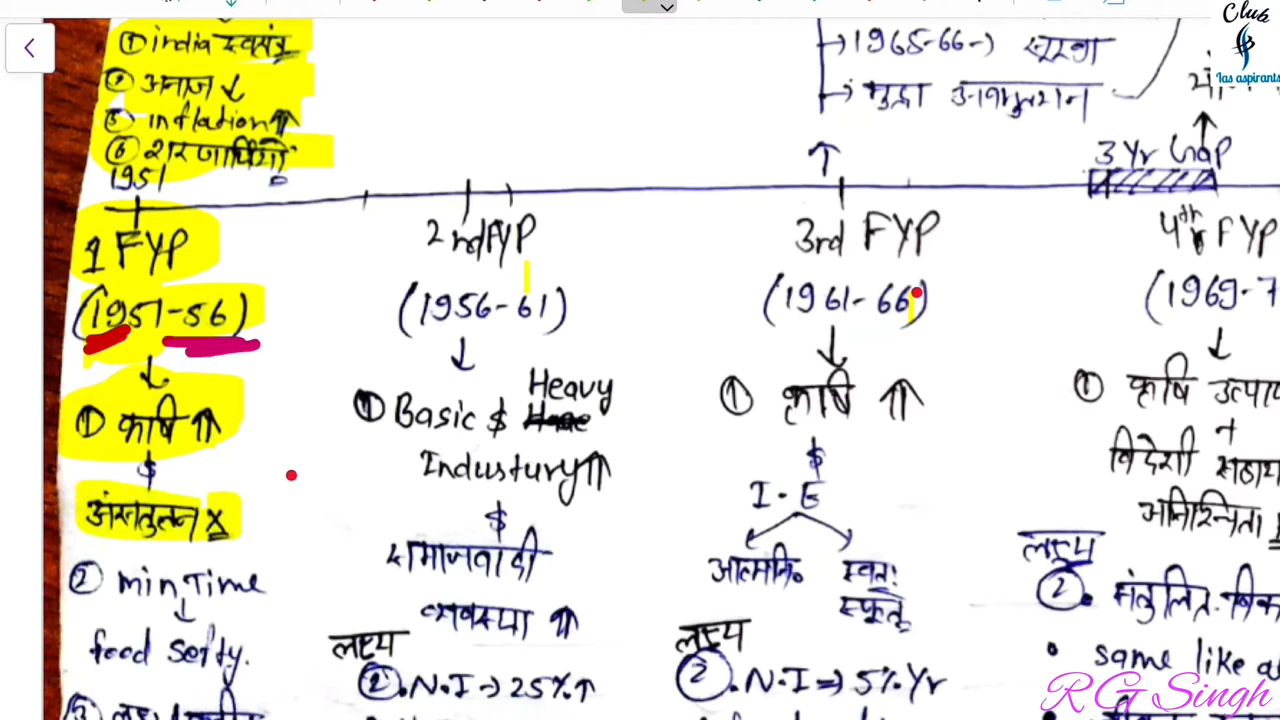 Club
Ias aspirants
① india स्वतंत्र
② अनाज ↓
⑤ inflation ⇈
⑥ शरणार्थियों
1951
→ 1965-66 → सूखा
→ मुद्रा अवमूल्यन
3 Yr Gap
1 FYP
(1951-56)
↓
① कृषि ⇈
$
असंतुलन x
② min Time
↓
food Sefty.
2nd FYP
(1956-61)
↓
① Basic $ Heavy
Industury ⇈
$
समाजवादी
व्यवस्था ⇈
लक्ष्य
② . N.I → 25% ↑
3rd FYP
(1961-66)
↓
① कृषि ⇈
$
I - E
आत्मनि॰ स्वतः
स्फूर्त
लक्ष्य
② . N.I ⇒ 5% Yr
4th FYP
(1969-7
↓
① कृषि उत्पा
+
विदेशी सहाय
अनिश्चितता
लक्ष्य
② . संतुलित विक
• same like a
RG Singh